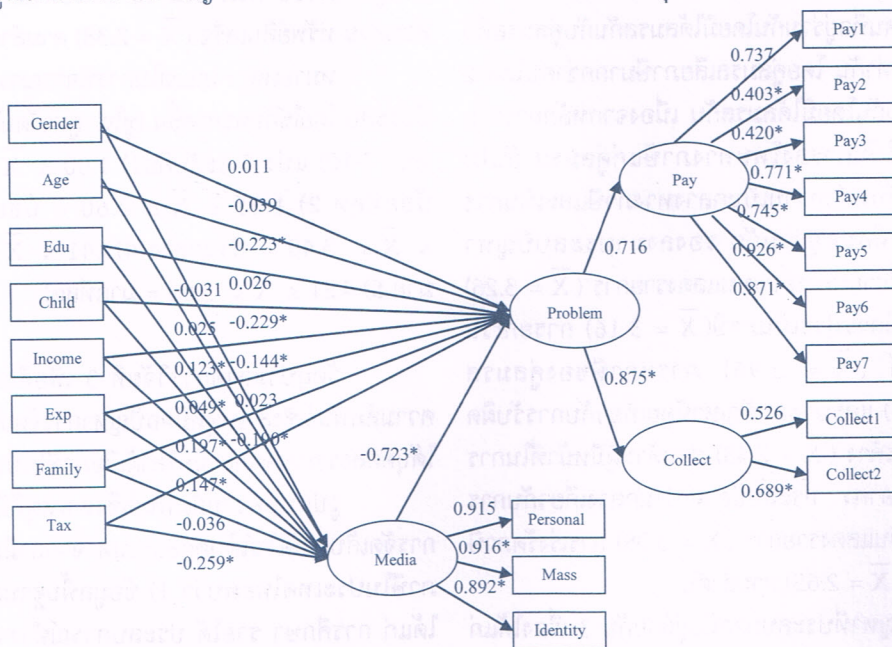 Gender
Age
Edu
Child
Income
Exp
Family
Tax
0.011
-0.039
-0.223*
0.026
-0.229*
-0.144*
0.023
-0.190*
-0.031
0.025
0.123*
0.049*
0.197*
0.147*
-0.036
-0.259*
-0.723*
Problem
0.716
0.875*
Pay
0.737
0.403*
0.420*
0.771*
0.745*
0.926*
0.871*
Pay1
Pay2
Pay3
Pay4
Pay5
Pay6
Pay7
Collect
0.526
0.689*
Collect1
Collect2
Media
0.915
0.916*
0.892*
Personal
Mass
Identity